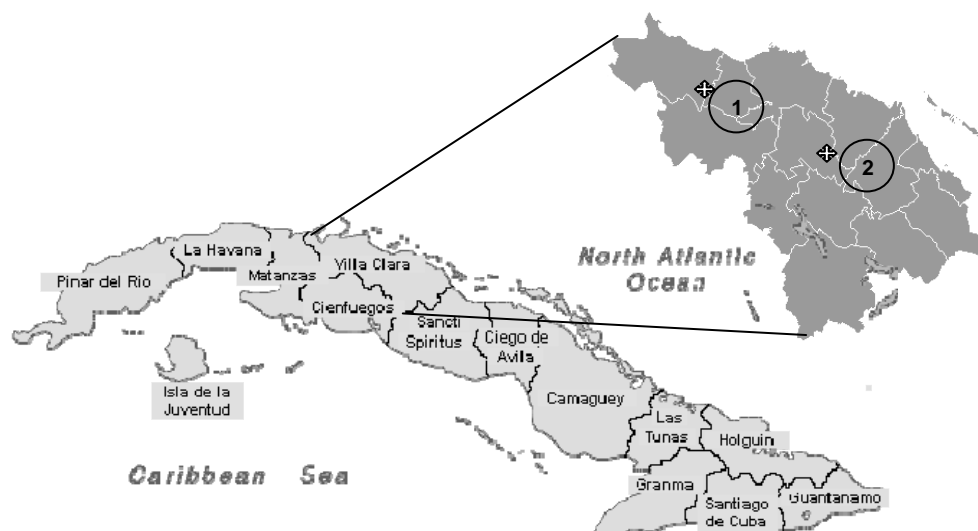 1
2
La Havana
Pinar del Rio
Matanzas
Villa Clara
North Atlantic
Ocean
Cienfuegos
Sancti
Spiritus
Ciego de
Avila
Isla de la
Juventud
Camaguey
Las
Tunas
Holguin
Caribbean Sea
Granma
Santiago
de Cuba
Guantanamo